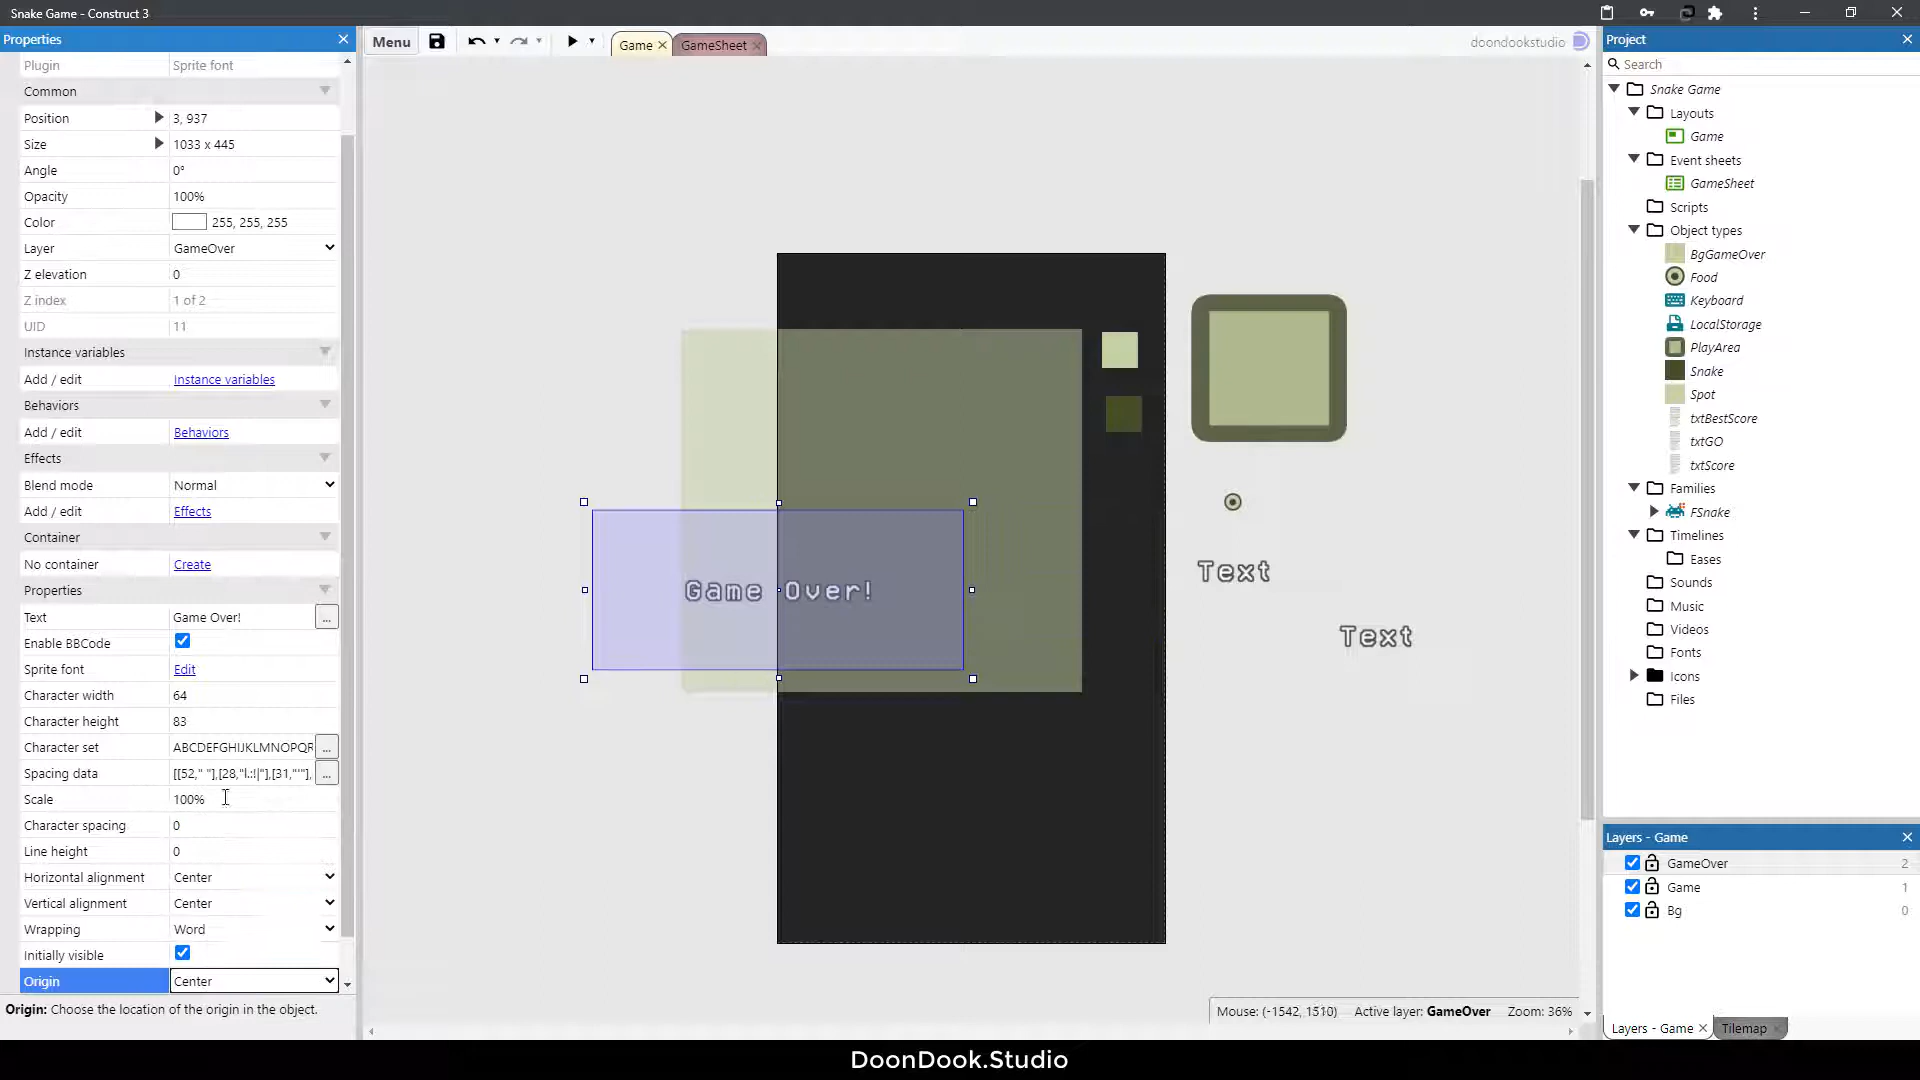 Snake Game - Construct 3
Properties
Menu
Game
GameSheet
doondookstudio
Project
Plugin
Sprite font
Common
Position
3, 937
Size
1033 x 445
Angle
0°
Opacity
100%
Color
255, 255, 255
Layer
GameOver
Z elevation
0
Z index
1 of 2
UID
11
Instance variables
Add / edit
Instance variables
Behaviors
Add / edit
Behaviors
Effects
Blend mode
Normal
Add / edit
Effects
Container
No container
Create
Properties
Text
Game Over!
...
Enable BBCode
Sprite font
Edit
Character width
64
Character height
83
Character set
ABCDEFGHIJKLMNOPQR
...
Spacing data
[[52," "],[28,"l.:!|"],[31,"'"],
...
Scale
100%
Character spacing
0
Line height
0
Horizontal alignment
Center
Vertical alignment
Center
Wrapping
Word
Initially visible
Origin
Center
Origin: Choose the location of the origin in the object.
Game Over!
Text
Text
Mouse: (-1542, 1510)
Active layer: GameOver
Zoom: 36%
Search
Snake Game
Layouts
Game
Event sheets
GameSheet
Scripts
Object types
BgGameOver
Food
Keyboard
LocalStorage
PlayArea
Snake
Spot
txtBestScore
txtGO
txtScore
Families
FSnake
Timelines
Eases
Sounds
Music
Videos
Fonts
Icons
Files
Layers - Game
GameOver
2
Game
1
Bg
0
Layers - Game
Tilemap
DoonDook.Studio